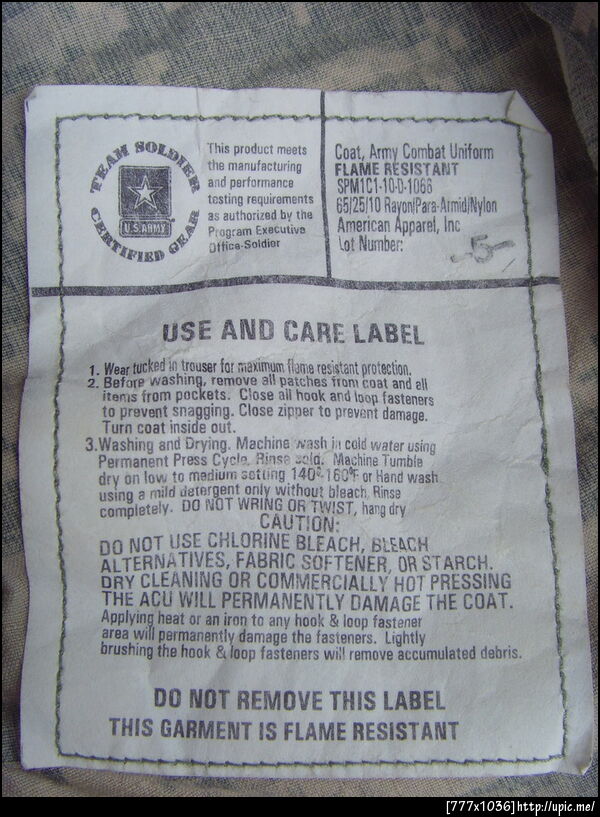 TEAM SOLDIER
U.S. ARMY
CERTIFIED GEAR
This product meets
the manufacturing
and performance
testing requirements
as authorized by the
Program Executive
Office-Soldier
Coat, Army Combat Uniform
FLAME RESISTANT
SPM1C1-10-D-1066
65/25/10 Rayon/Para-Armid/Nylon
American Apparel, Inc
Lot Number: -5-
USE AND CARE LABEL
1. Wear tucked in trouser for maximum flame resistant protection.
2. Before washing, remove all patches from coat and all
items from pockets. Close all hook and loop fasteners
to prevent snagging. Close zipper to prevent damage.
Turn coat inside out.
3.Washing and Drying. Machine wash in cold water using
Permanent Press Cycle. Rinse cold. Machine Tumble
dry on low to medium setting 140°-160°F or Hand wash
using a mild detergent only without bleach. Rinse
completely. DO NOT WRING OR TWIST, hang dry
CAUTION:
DO NOT USE CHLORINE BLEACH, BLEACH
ALTERNATIVES, FABRIC SOFTENER, OR STARCH.
DRY CLEANING OR COMMERCIALLY HOT PRESSING
THE ACU WILL PERMANENTLY DAMAGE THE COAT.
Applying heat or an iron to any hook & loop fastener
area will permanently damage the fasteners. Lightly
brushing the hook & loop fasteners will remove accumulated debris.
DO NOT REMOVE THIS LABEL
THIS GARMENT IS FLAME RESISTANT
[777x1036]http://upic.me/